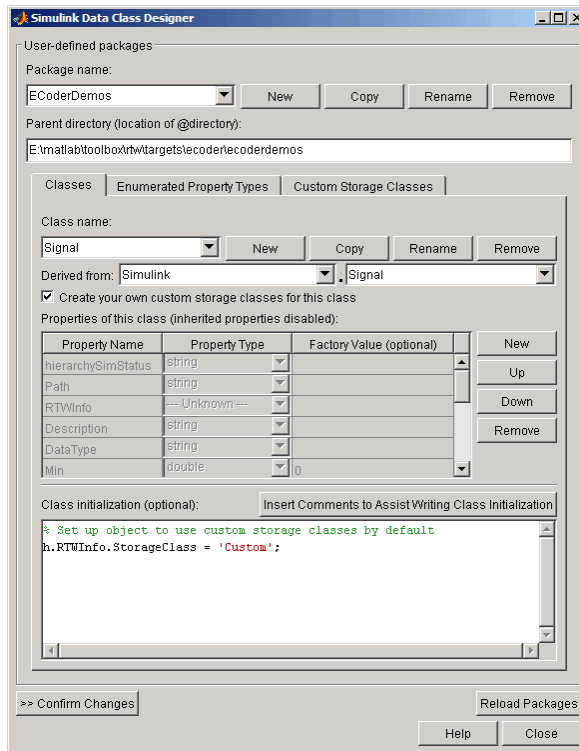 Simulink Data Class Designer
User-defined packages
Package name:
ECoderDemos New Copy Rename Remove
Parent directory (location of @directory):
E:\matlab\toolbox\rtw\targets\ecoder\ecoderdemos
Classes Enumerated Property Types Custom Storage Classes
Class name:
Signal New Copy Rename Remove
Derived from: Simulink . Signal
Create your own custom storage classes for this class
Properties of this class (inherited properties disabled):
Property Name Property Type Factory Value (optional) New
hierarchySimStatus string
Path string Up
RTWInfo --- Unknown --- Down
Description string Remove
DataType string
Min double 0
Class initialization (optional): Insert Comments to Assist Writing Class Initialization
% Set up object to use custom storage classes by default
h.RTWInfo.StorageClass = 'Custom';
>> Confirm Changes Reload Packages
Help Close